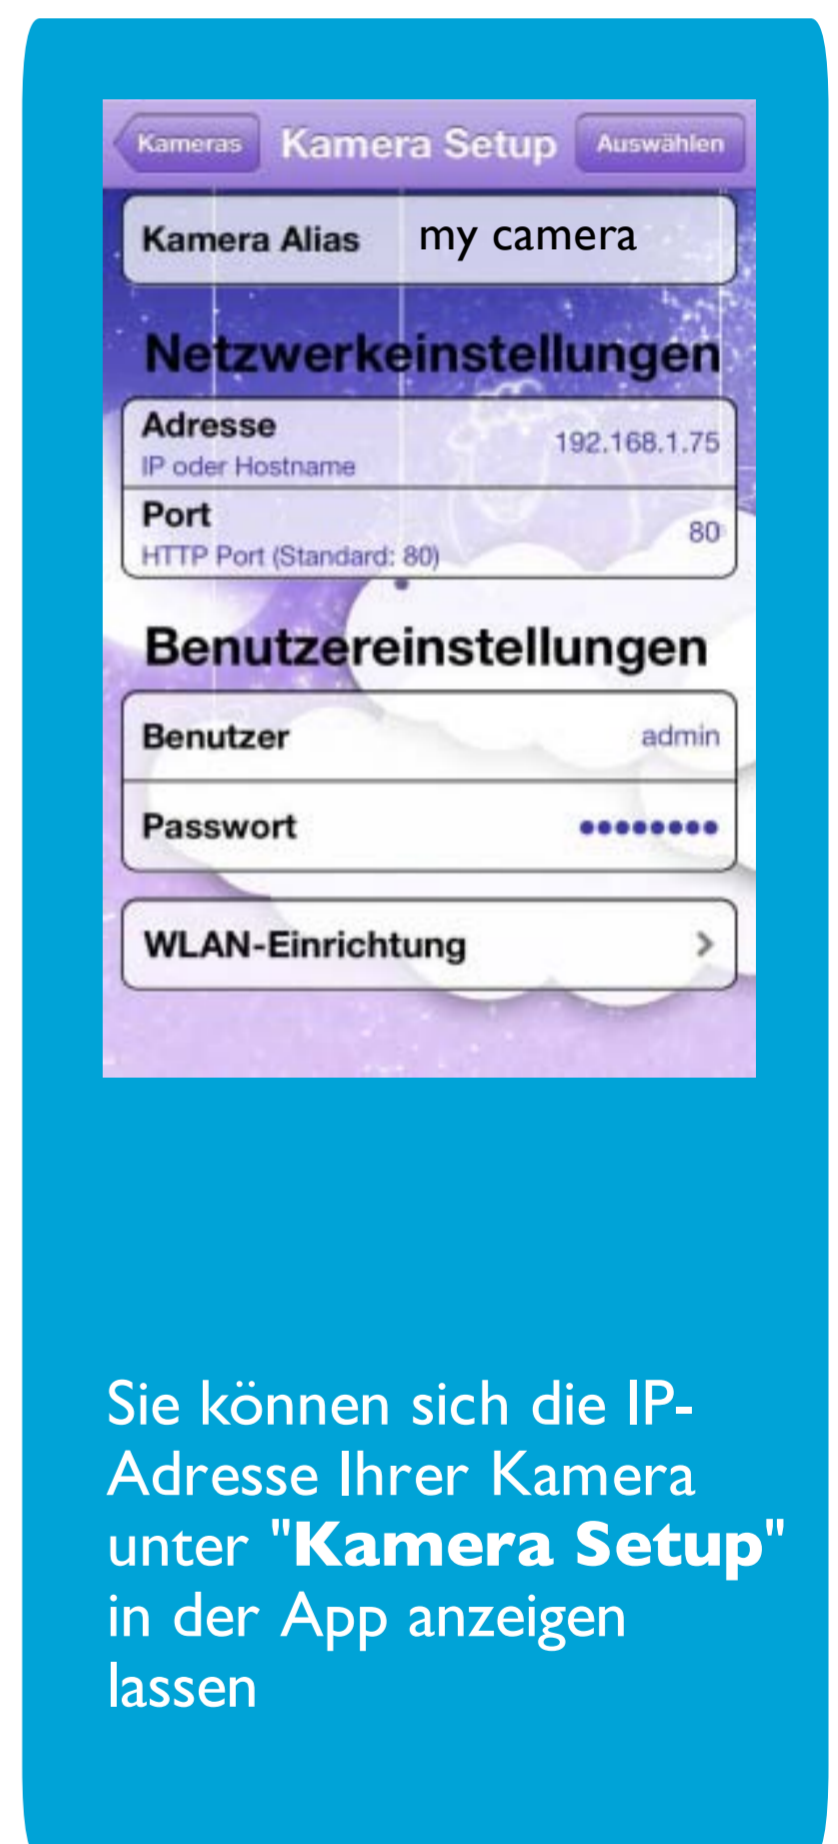 Kameras Kamera Setup Auswählen
Kamera Alias my camera
Netzwerkeinstellungen
Adresse
IP oder Hostname
192.168.1.75
Port
HTTP Port (Standard: 80)
80
Benutzereinstellungen
Benutzer admin
Passwort ••••••••
WLAN-Einrichtung >
Sie können sich die IP-
Adresse Ihrer Kamera
unter "Kamera Setup"
in der App anzeigen
lassen